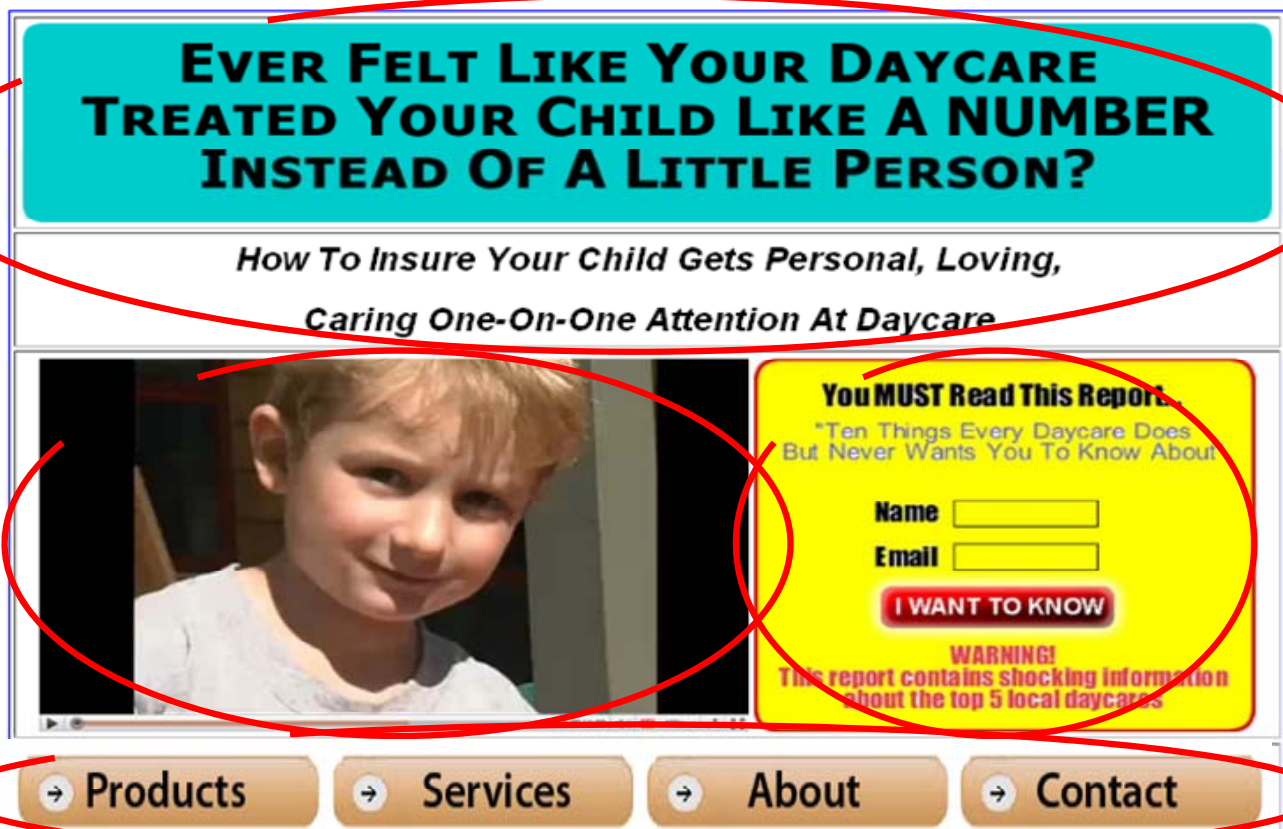 EVER FELT LIKE YOUR DAYCARE
TREATED YOUR CHILD LIKE A NUMBER
INSTEAD OF A LITTLE PERSON?
How To Insure Your Child Gets Personal, Loving,
Caring One-On-One Attention At Daycare
You MUST Read This Report..
"Ten Things Every Daycare Does
But Never Wants You To Know About
Name
Email
I WANT TO KNOW
WARNING!
This report contains shocking information
about the top 5 local daycares
Products
Services
About
Contact